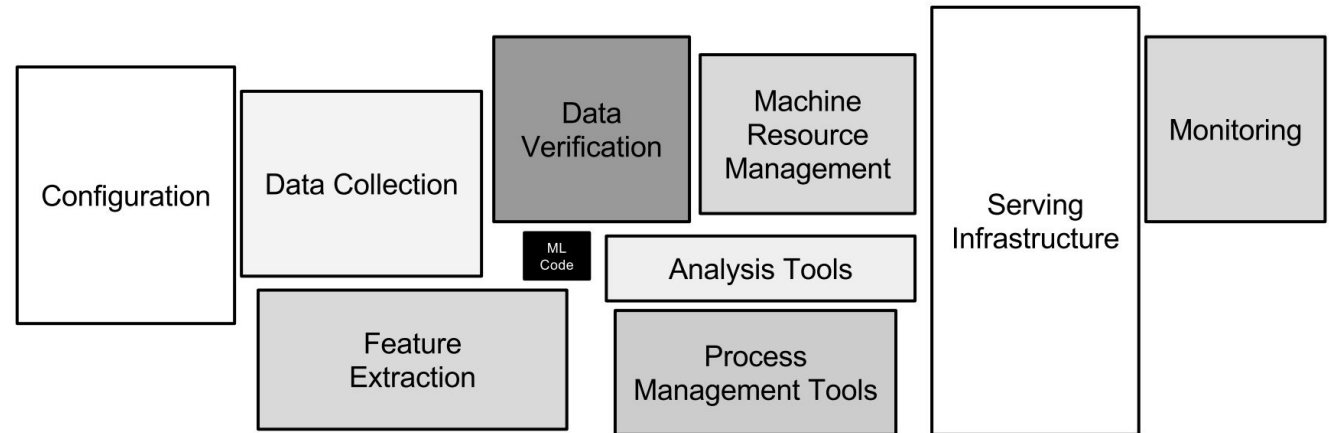 Configuration
Data Collection
Feature
Extraction
Data
Verification
ML
Code
Machine
Resource
Management
Analysis Tools
Process
Management Tools
Serving
Infrastructure
Monitoring